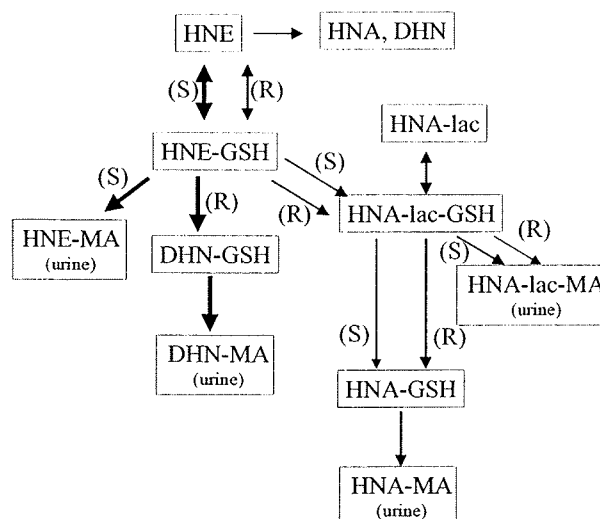 HNE
HNA, DHN
(S)
(R)
HNA-lac
HNE-GSH
(S)
(S)
(R)
(R)
HNA-lac-GSH
HNE-MA
(urine)
DHN-GSH
(R)
(S)
HNA-lac-MA
(urine)
DHN-MA
(urine)
(S)
(R)
HNA-GSH
HNA-MA
(urine)